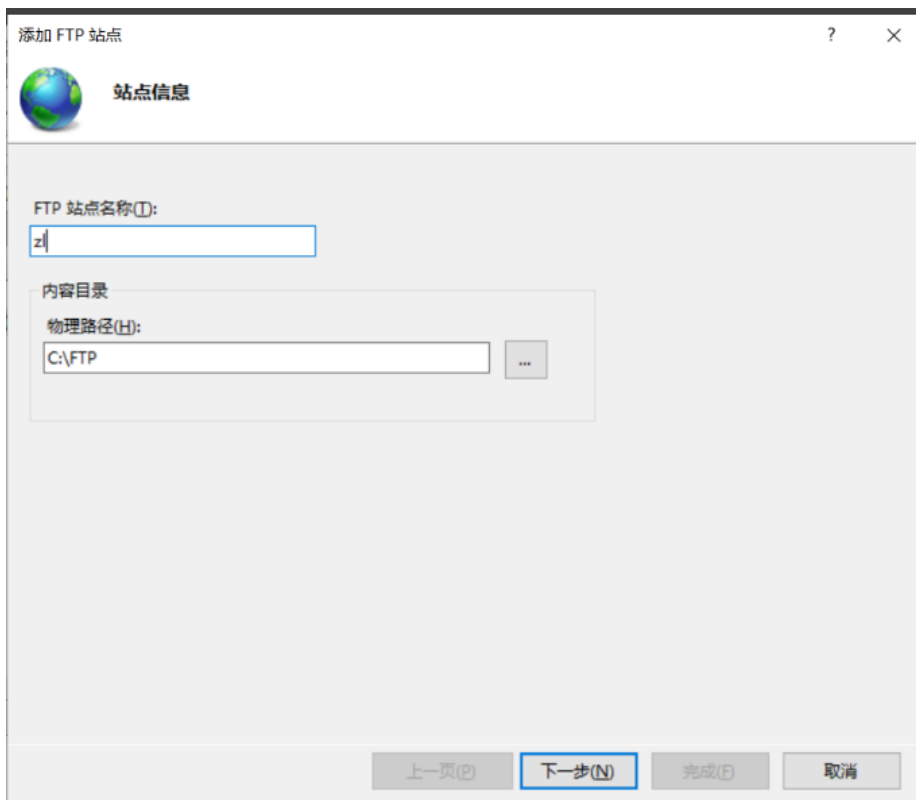 添加 FTP 站点
?
站点信息
FTP 站点名称(T):
zl
内容目录
物理路径(H):
C:\FTP
...
上一页(P)
下一步(N)
完成(F)
取消